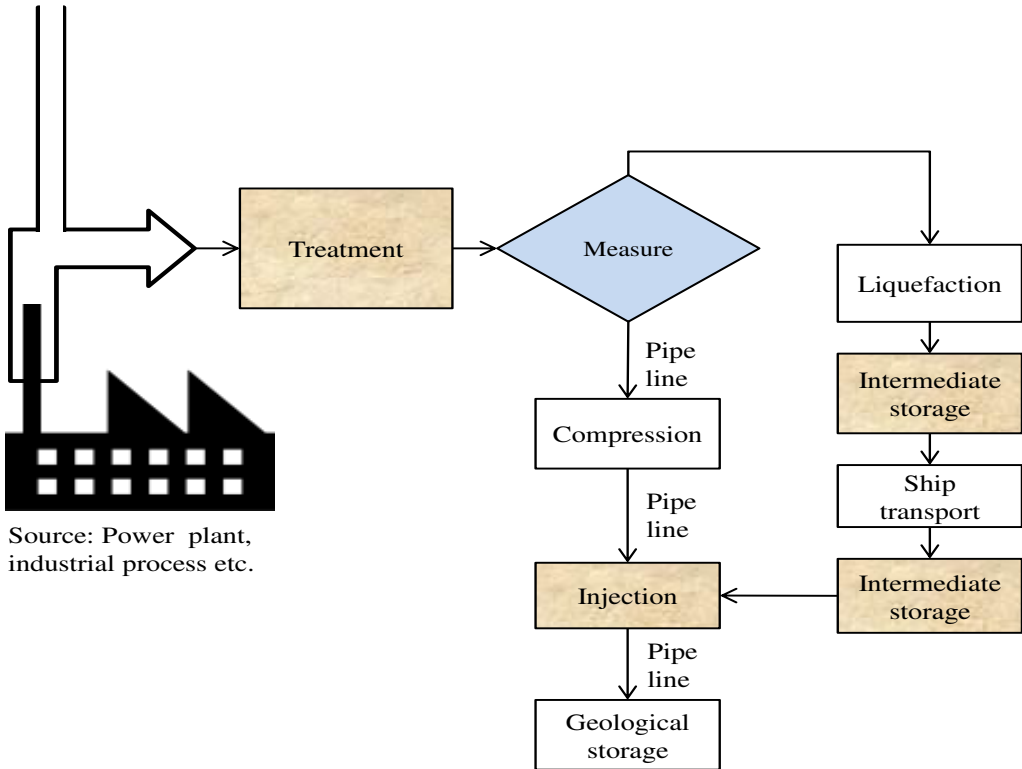 Treatment
Measure
Liquefaction
Pipe
line
Intermediate
storage
Compression
Ship
transport
Pipe
line
Source: Power plant,
industrial process etc.
Injection
Intermediate
storage
Pipe
line
Geological
storage